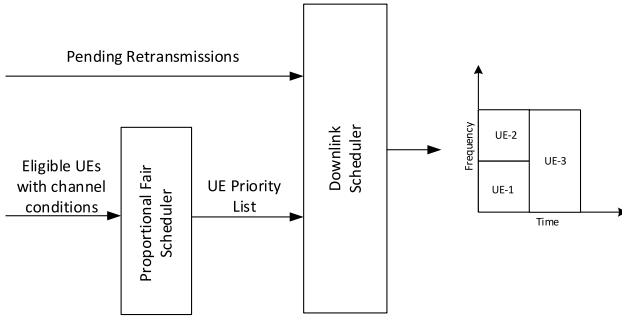 Pending Retransmissions
Eligible UEs
with channel
conditions
Proportional Fair
Scheduler
UE Priority
List
Downlink
Scheduler
Frequency
UE-2
UE-3
UE-1
Time